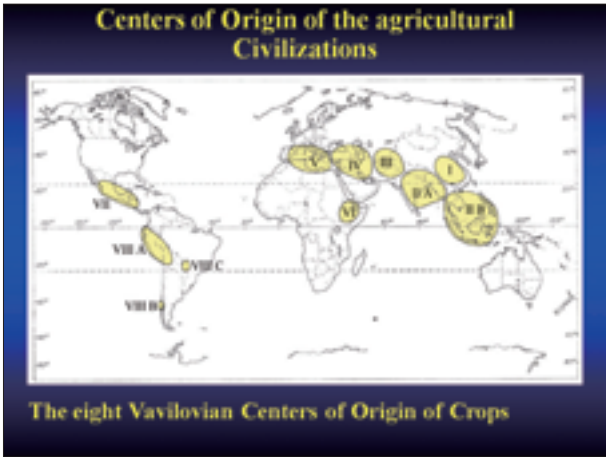 Centers of Origin of the agricultural
Civilizations
V
IV
III
I
II A
II B
VI
VII
VIII A
VIII C
VIII B
The eight Vavilovian Centers of Origin of Crops